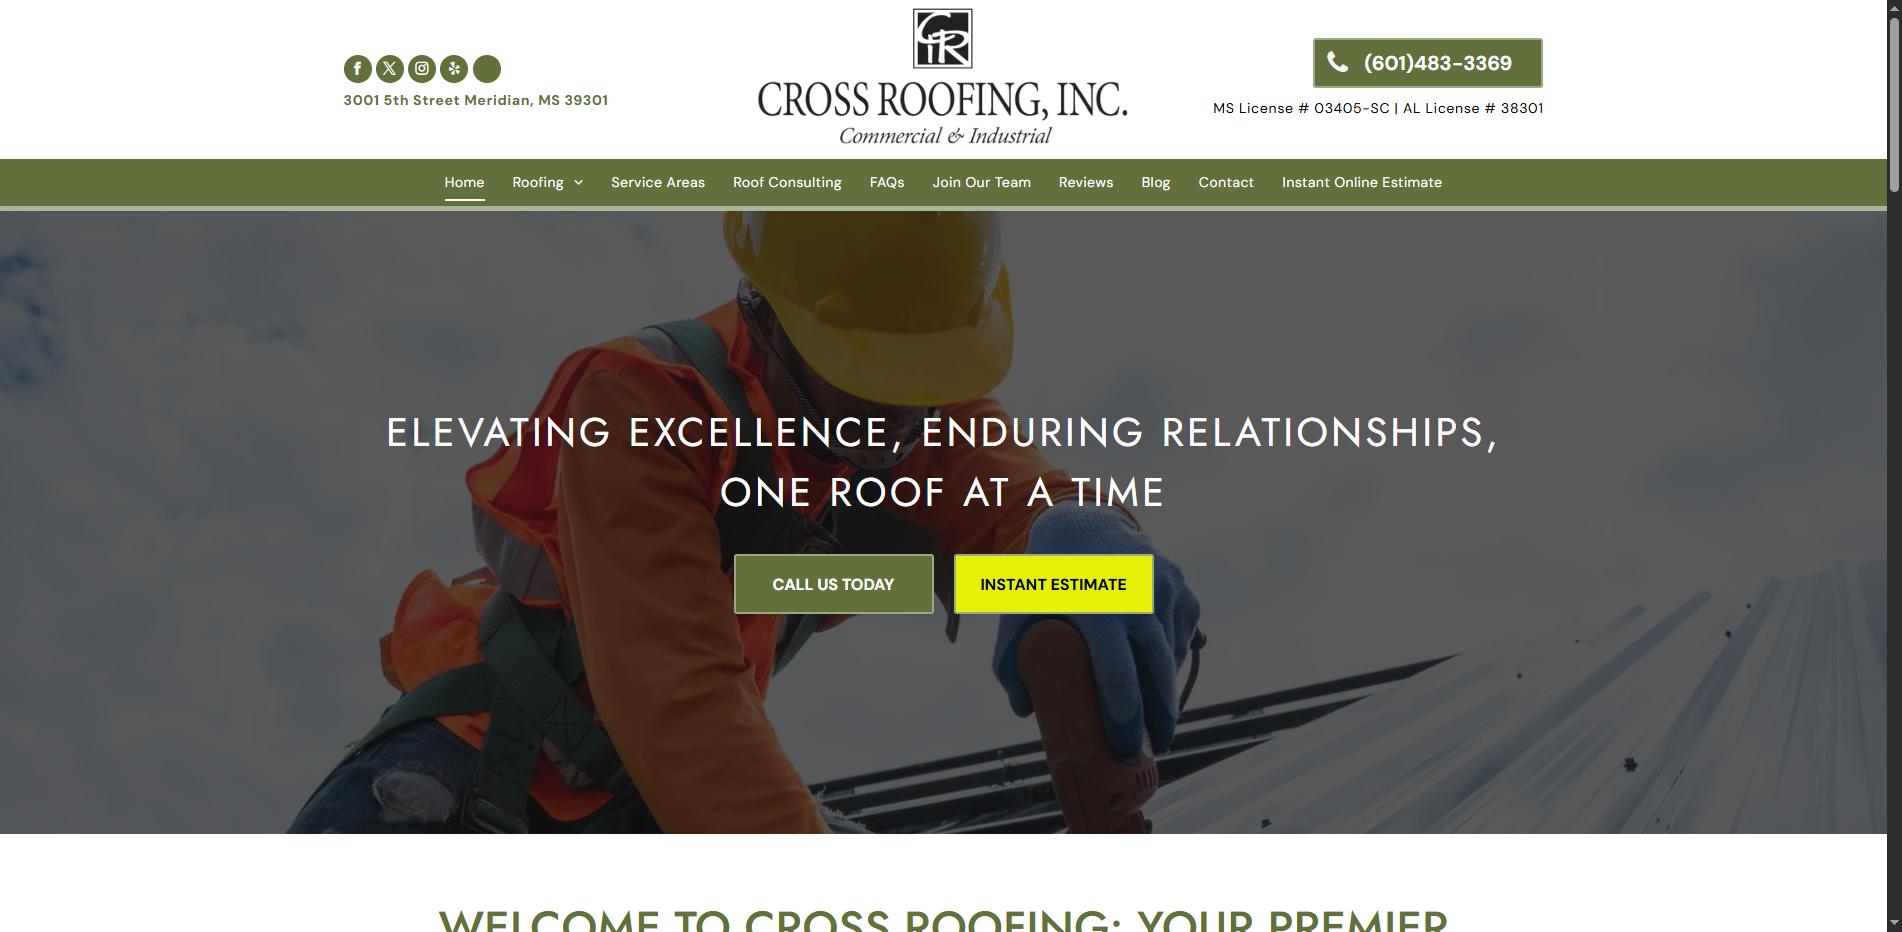 3001 5th Street Meridian, MS 39301
CROSS ROOFING, INC.
Commercial & Industrial
(601)483-3369
MS License # 03405-SC | AL License # 38301
Home Roofing Service Areas Roof Consulting FAQs Join Our Team Reviews Blog Contact Instant Online Estimate
ELEVATING EXCELLENCE, ENDURING RELATIONSHIPS,
ONE ROOF AT A TIME
CALL US TODAY INSTANT ESTIMATE
WELCOME TO CROSS ROOFING: YOUR PREMIER